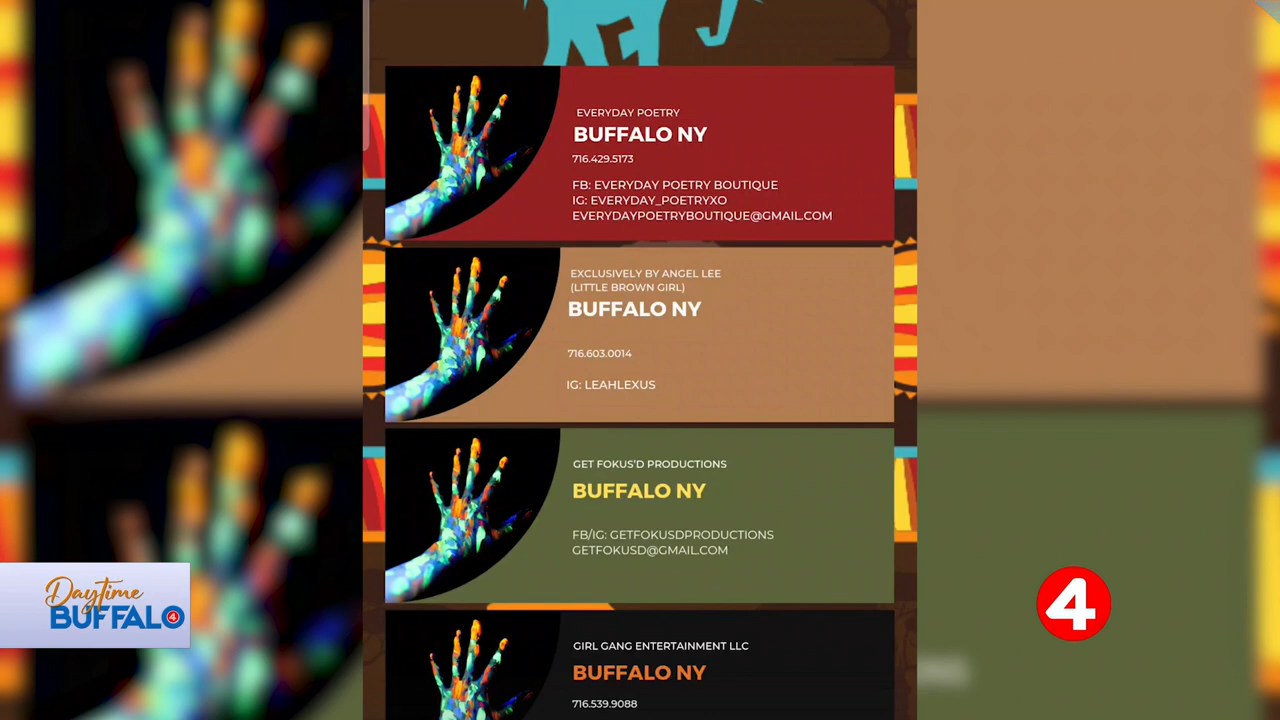 EVERYDAY POETRY
BUFFALO NY
716.429.5173
FB: EVERYDAY POETRY BOUTIQUE
IG: EVERYDAY_POETRYXO
EVERYDAYPOETRYBOUTIQUE@GMAIL.COM
EXCLUSIVELY BY ANGEL LEE
(LITTLE BROWN GIRL)
BUFFALO NY
716.603.0014
IG: LEAHLEXUS
GET FOKUS'D PRODUCTIONS
BUFFALO NY
FB/IG: GETFOKUSDPRODUCTIONS
GETFOKUSD@GMAIL.COM
GIRL GANG ENTERTAINMENT LLC
BUFFALO NY
716.539.9088
Daytime
BUFFALO 4
4